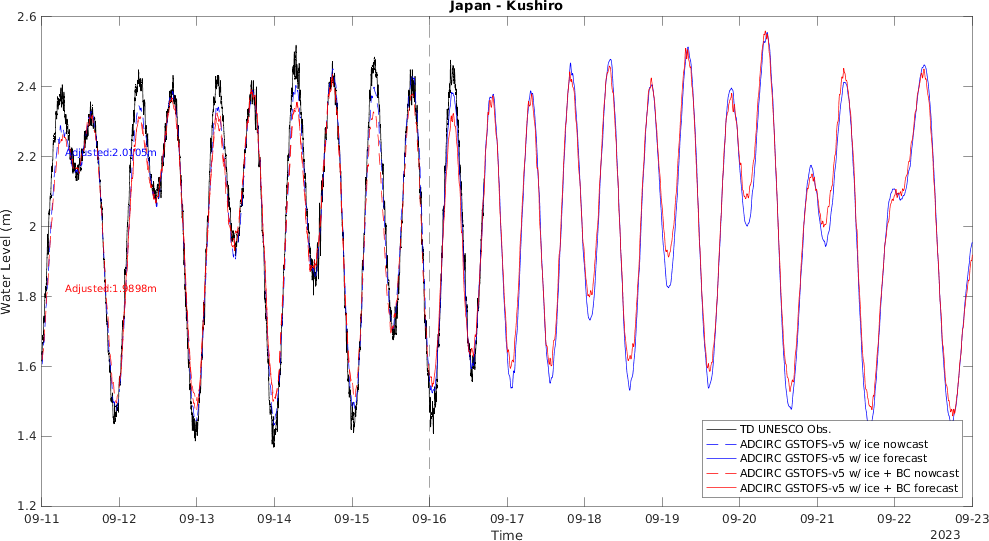 Japan - Kushiro
Water Level (m)
2.6
2.4
2.2
2
1.8
1.6
1.4
1.2
Adjusted:2.0105m
Adjusted:1.9898m
TD UNESCO Obs.
ADCIRC GSTOFS-v5 w/ ice nowcast
ADCIRC GSTOFS-v5 w/ ice forecast
ADCIRC GSTOFS-v5 w/ ice + BC nowcast
ADCIRC GSTOFS-v5 w/ ice + BC forecast
09-11 09-12 09-13 09-14 09-15 09-16 09-17 09-18 09-19 09-20 09-21 09-22 09-23
Time
2023